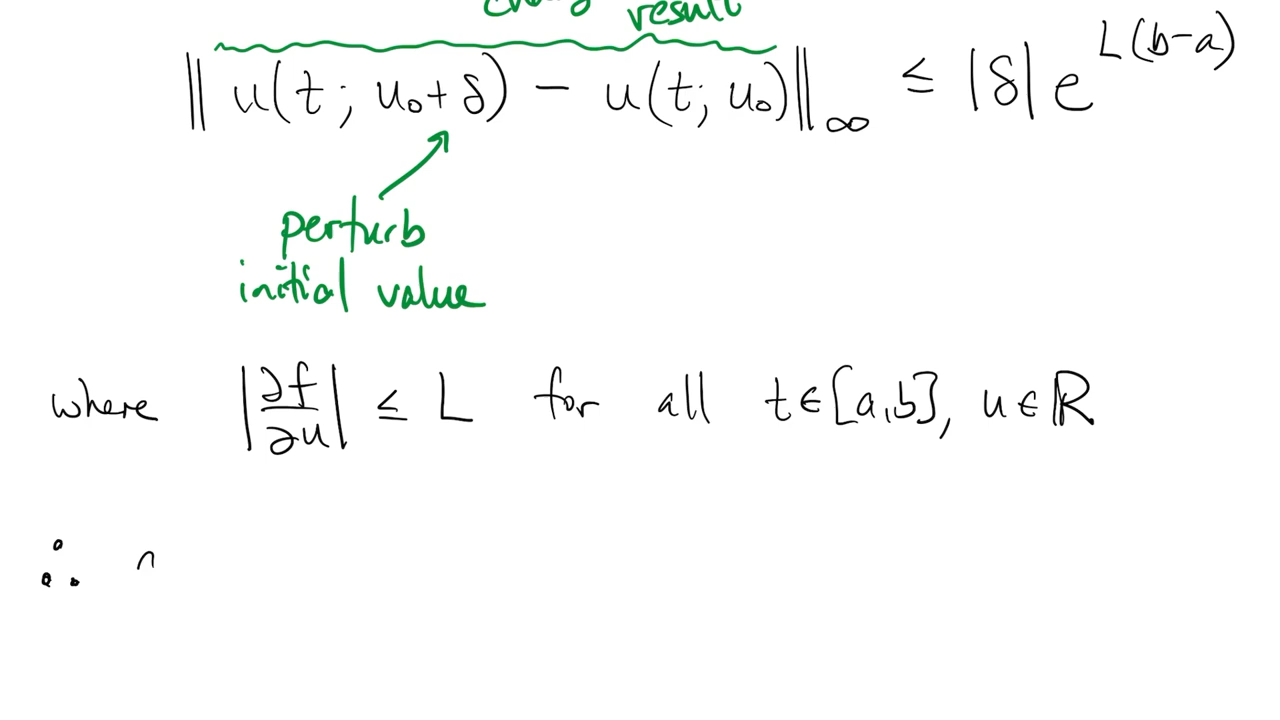 result
‖ u(t; u₀+δ) − u(t; u₀) ‖∞ ≤ |δ| e^{L(b−a)}
perturb
initial value
where |∂f/∂u| ≤ L for all t∈[a,b], u∈ℝ
∴